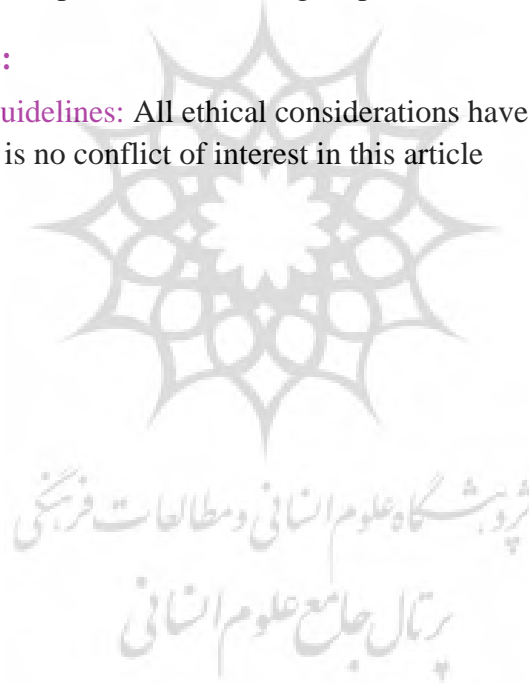 :
uidelines: All ethical considerations have
is no conflict of interest in this article
پژوهشگاه علوم انسانی و مطالعات فرهنگی
پرتال جامع علوم انسانی